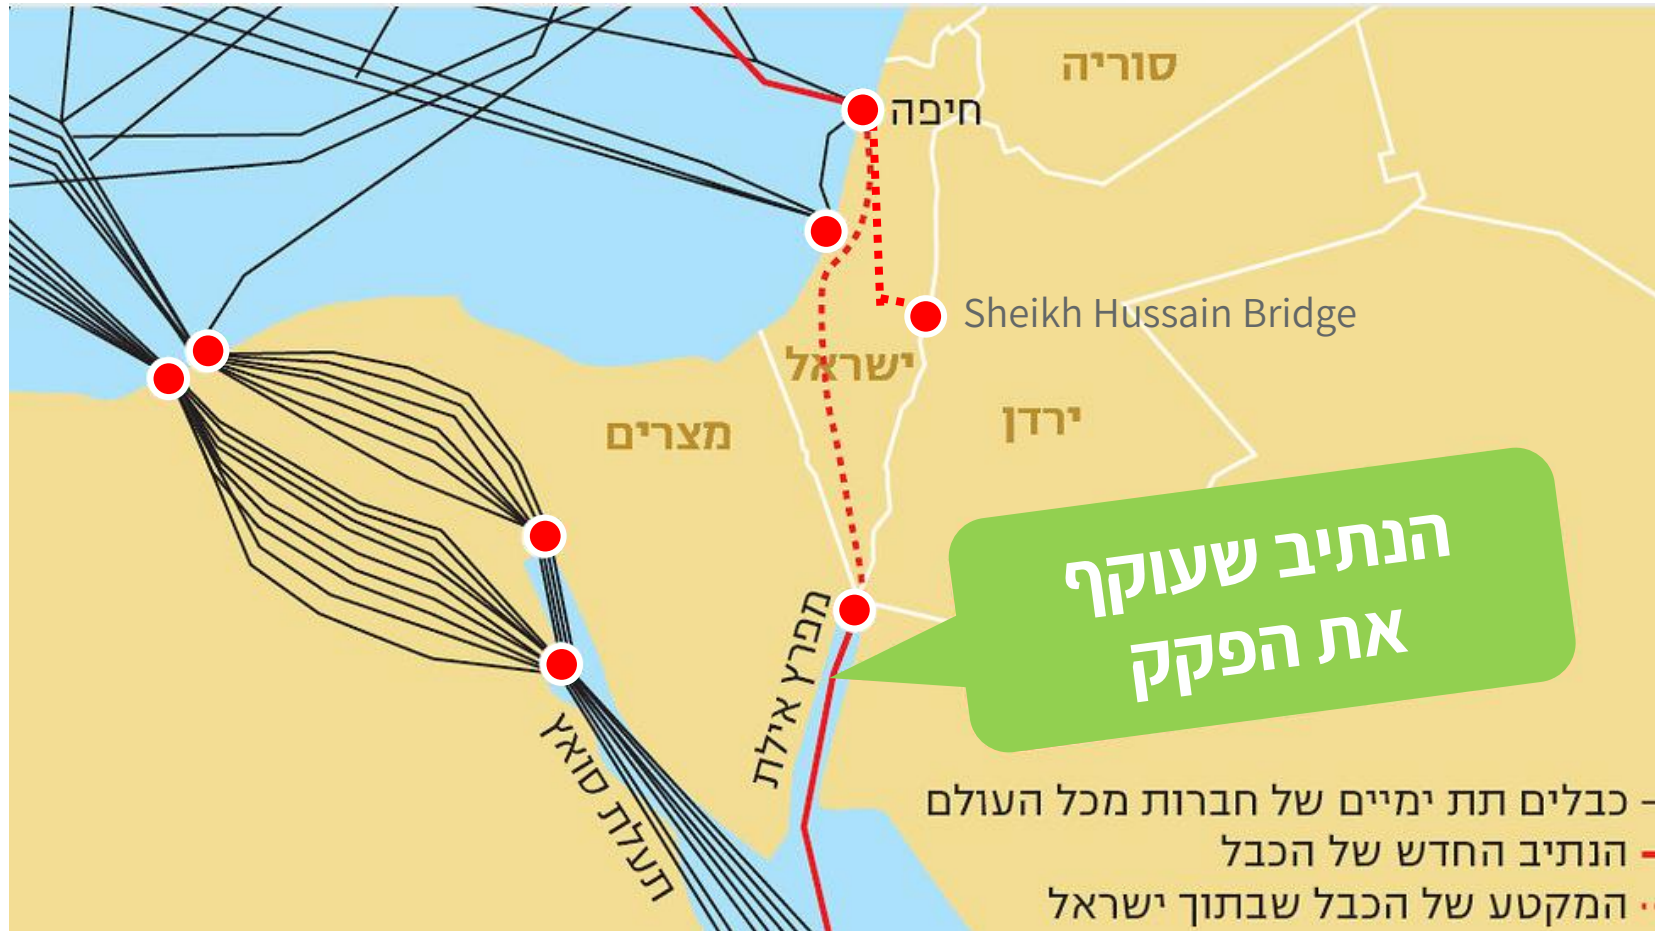 סוריה
חיפה
Sheikh Hussain Bridge
ישראל
ירדן
מצרים
הנתיב שעוקף
את הפקק
מפרץ אילת
תעלת סואץ
כבלים תת ימיים של חברות מכל העולם
הנתיב החדש של הכבל
המקטע של הכבל שבתוך ישראל